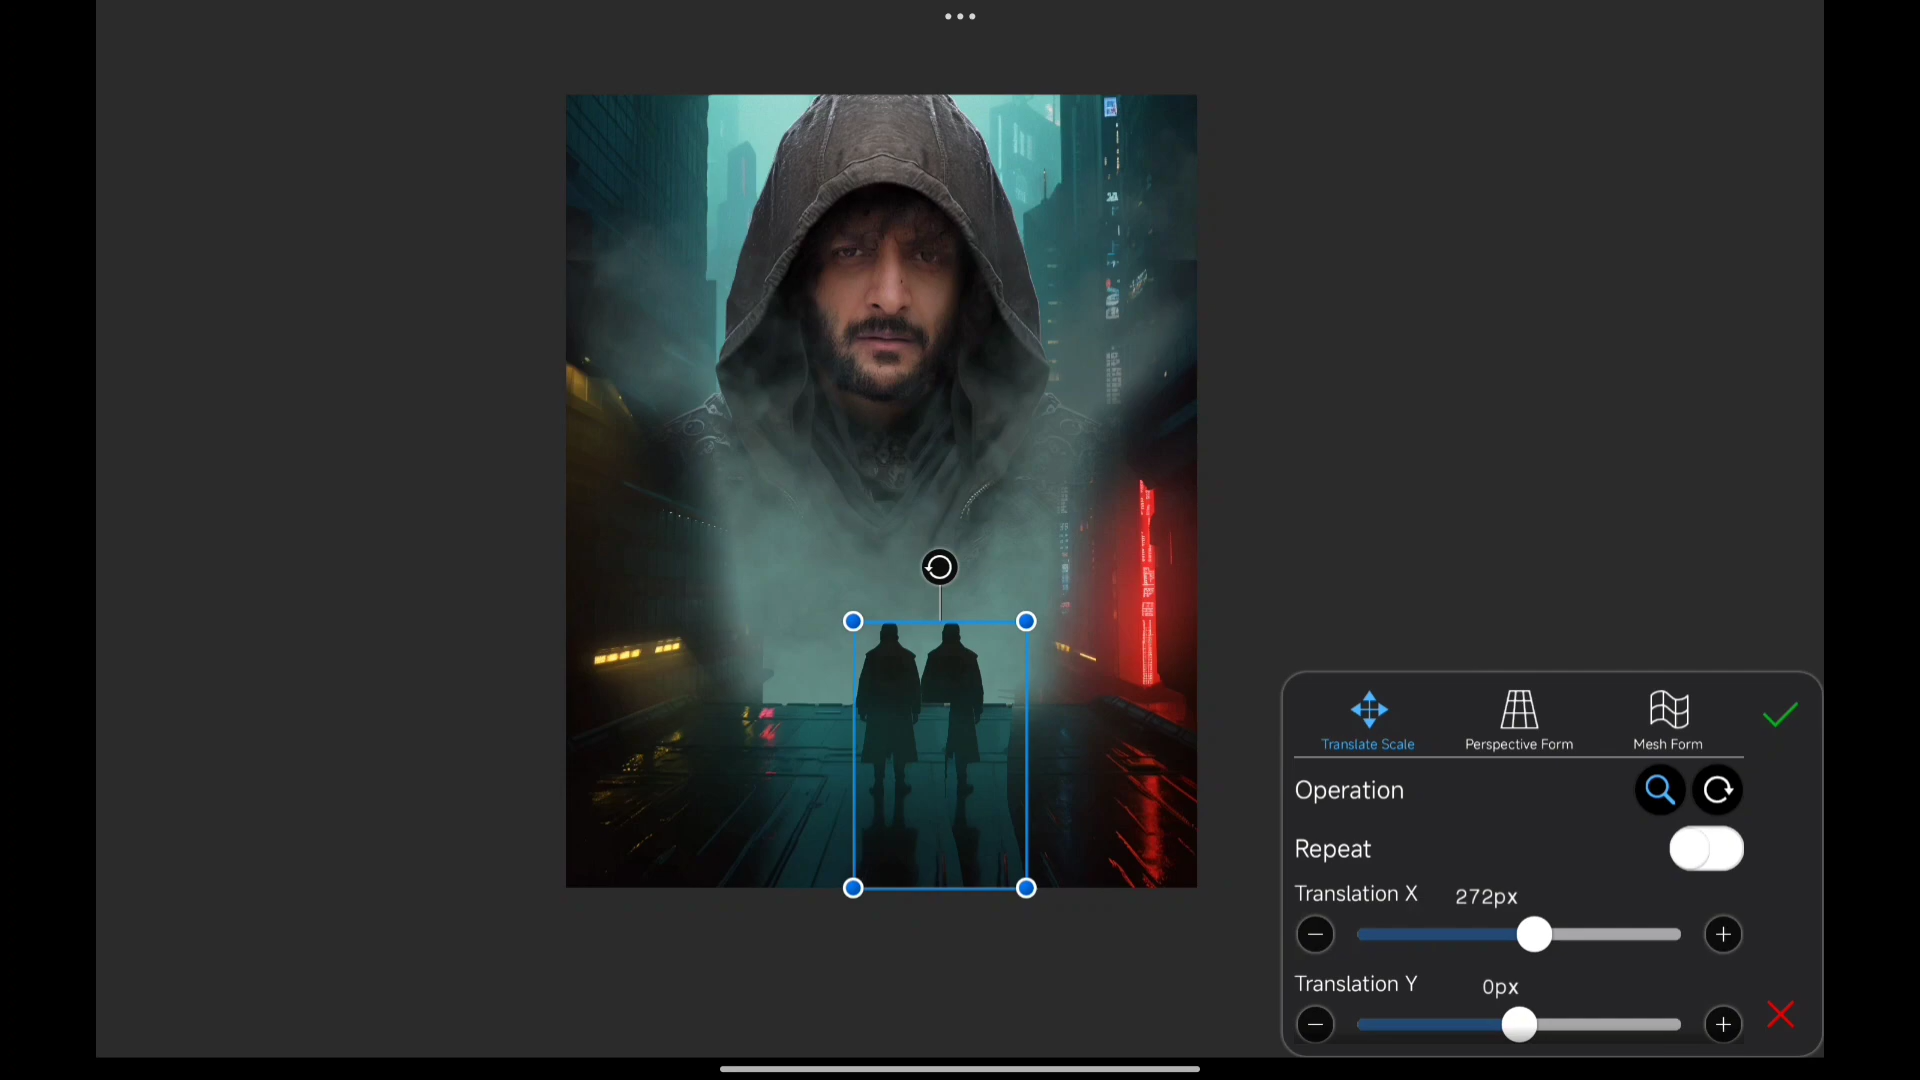 Translate Scale
Perspective Form
Mesh Form
Operation
Repeat
Translation X 272px
Translation Y 0px